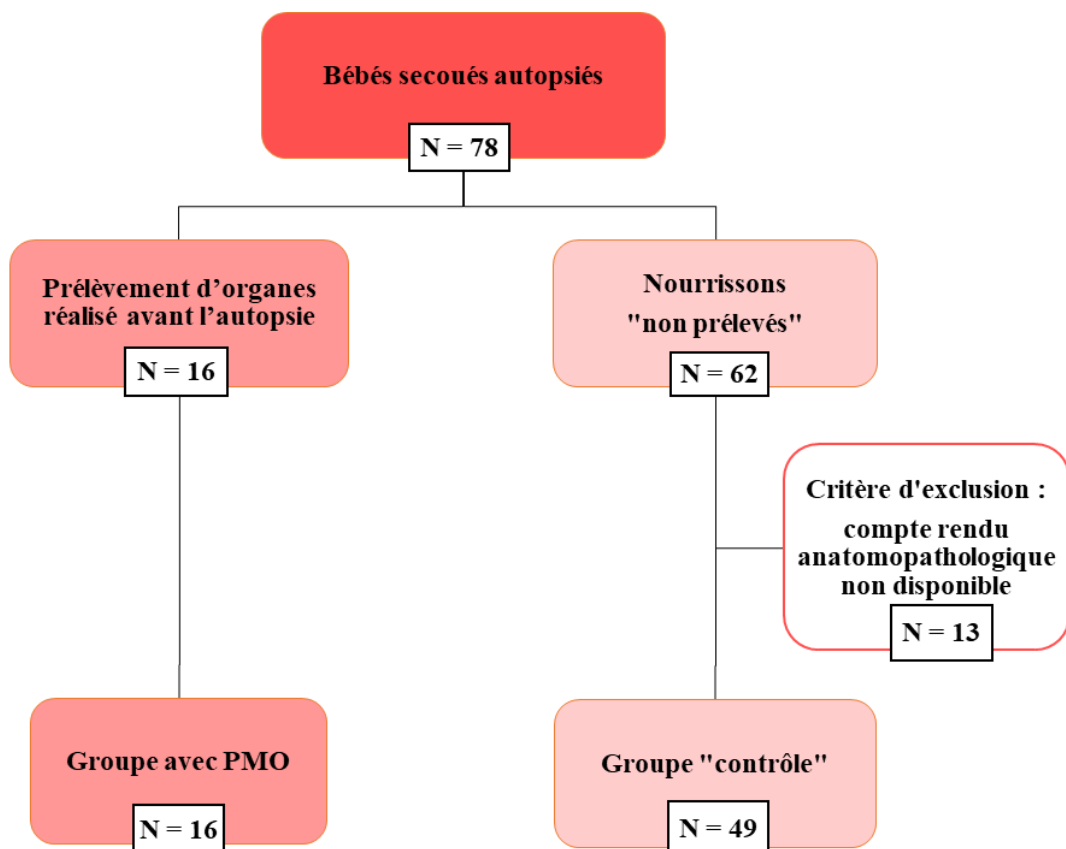 Bébés secoués autopsiés
N = 78
Prélèvement d’organes
réalisé avant l’autopsie
N = 16
Nourrissons
"non prélevés"
N = 62
Critère d'exclusion :
compte rendu
anatomopathologique
non disponible
N = 13
Groupe avec PMO
N = 16
Groupe "contrôle"
N = 49